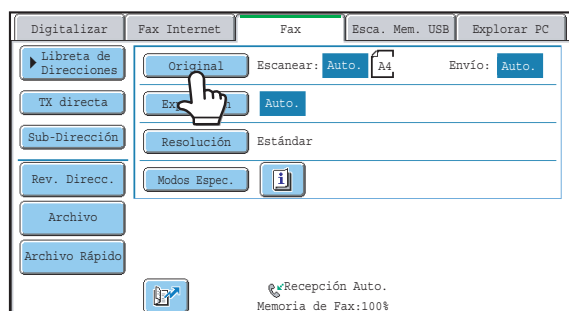 Digitalizar
Fax Internet
Fax
Esca. Mem. USB
Explorar PC
Libreta de
Direcciones
Original
Escanear: Auto. A4
Envío: Auto.
TX directa
Auto.
Sub-Dirección
Resolución
Estándar
Rev. Direcc.
Modos Espec.
Archivo
Archivo Rápido
Recepción Auto.
Memoria de Fax:100%